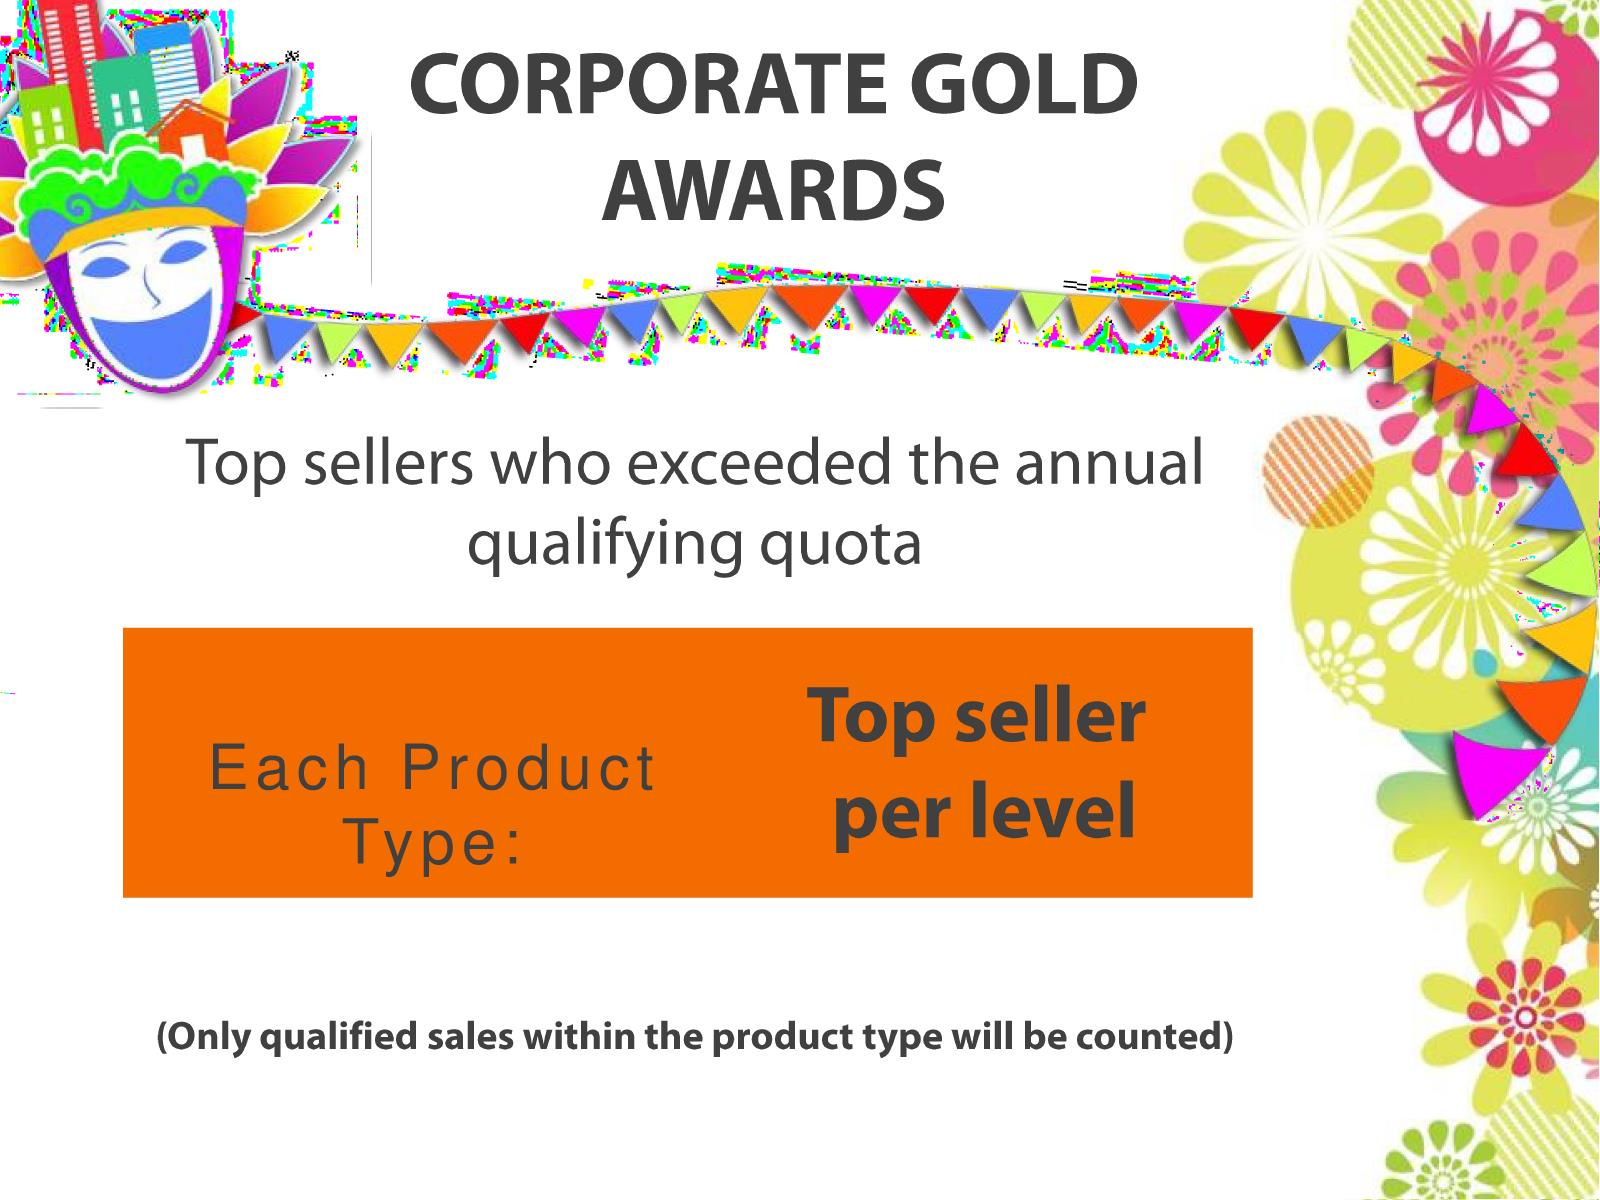 CORPORATE GOLD
AWARDS
Top sellers who exceeded the annual
qualifying quota
Each Product
Type:
Top seller
per level
(Only qualified sales within the product type will be counted)